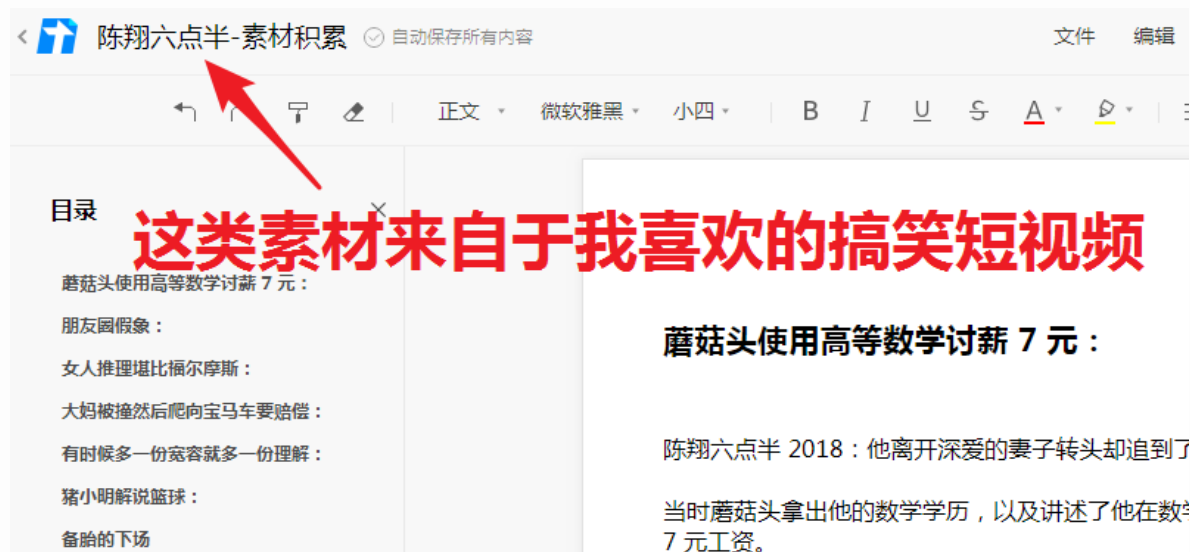 陈翔六点半-素材积累 自动保存所有内容 文件 编辑
正文 微软雅黑 小四 B I U S A
目录
这类素材来自于我喜欢的搞笑短视频
蘑菇头使用高等数学讨薪 7 元：
朋友圈假象：
女人推理堪比福尔摩斯：
大妈被撞然后爬向宝马车要赔偿：
有时候多一份宽容就多一份理解：
猪小明解说篮球：
备胎的下场
蘑菇头使用高等数学讨薪 7 元：
陈翔六点半 2018：他离开深爱的妻子转头却追到了
当时蘑菇头拿出他的数学学历，以及讲述了他在数学
7 元工资。